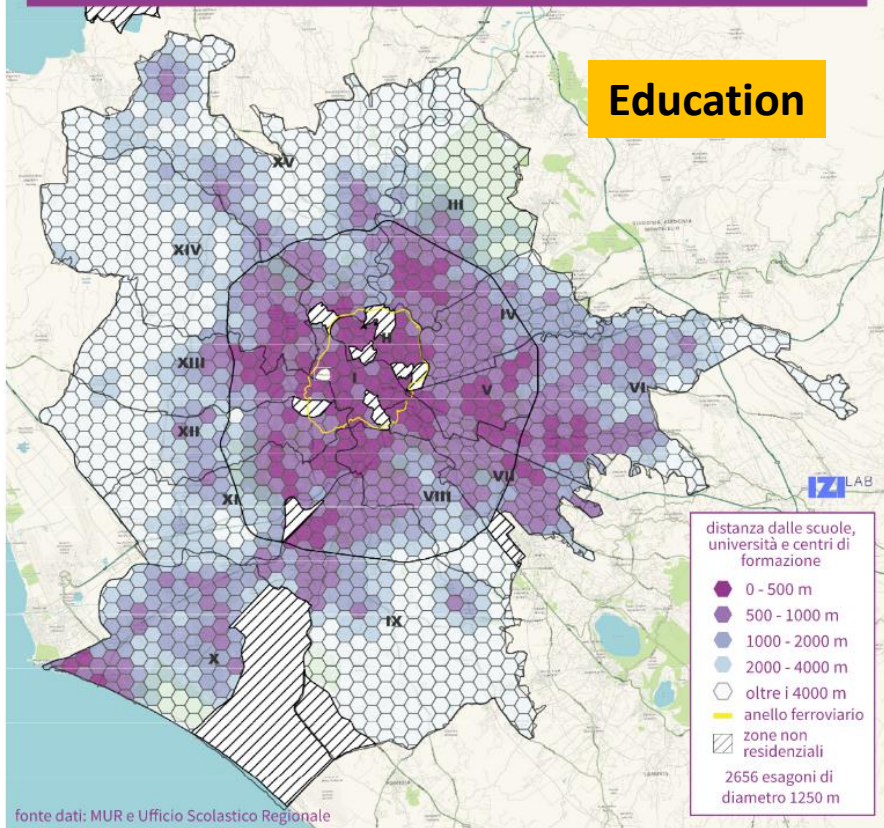 Education
XV
III
XIV
IV
II
XIII
I
V
VI
XII
VII
XI
VIII
IX
X
IZI LAB
distanza dalle scuole,
università e centri di
formazione
0 - 500 m
500 - 1000 m
1000 - 2000 m
2000 - 4000 m
oltre i 4000 m
anello ferroviario
zone non
residenziali
2656 esagoni di
diametro 1250 m
fonte dati: MUR e Ufficio Scolastico Regionale